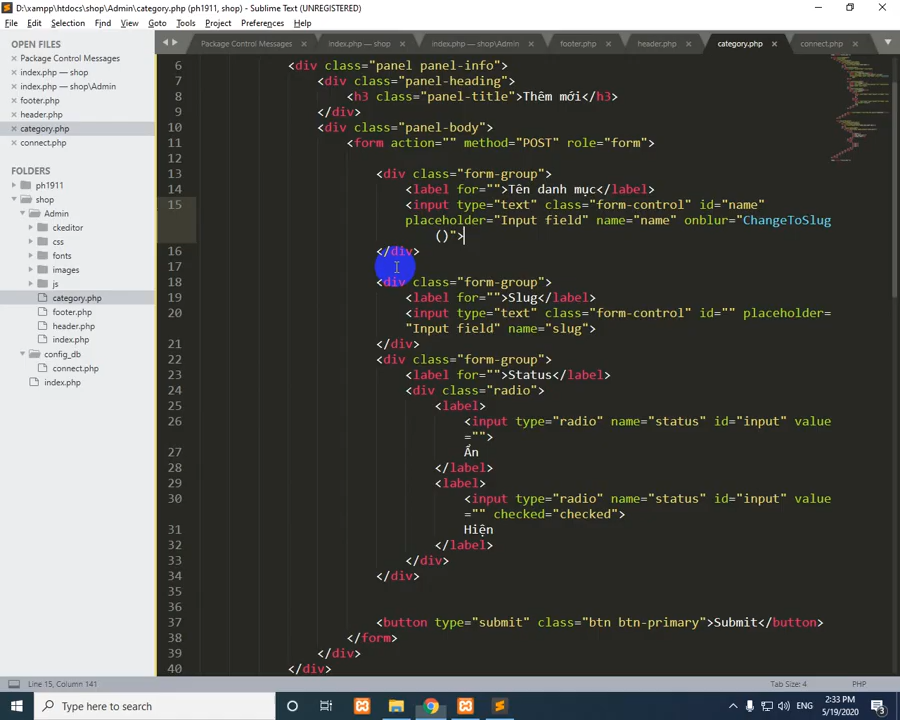 D:\xampp\htdocs\shop\Admin\category.php (ph1911, shop) - Sublime Text (UNREGISTERED)
File Edit Selection Find View Goto Tools Project Preferences Help
OPEN FILES
Package Control Messages
index.php — shop
index.php — shop\Admin
footer.php
header.php
category.php
connect.php
FOLDERS
ph1911
shop
Admin
ckeditor
css
fonts
images
js
category.php
footer.php
header.php
index.php
config_db
connect.php
index.php
Package Control Messages index.php — shop index.php — shop\Admin footer.php header.php category.php connect.php
6 <div class="panel panel-info">
7 <div class="panel-heading">
8 <h3 class="panel-title">Thêm mới</h3>
9 </div>
10 <div class="panel-body">
11 <form action="" method="POST" role="form">
12
13 <div class="form-group">
14 <label for="">Tên danh mục</label>
15 <input type="text" class="form-control" id="name"
placeholder="Input field" name="name" onblur="ChangeToSlug
()">
16 </div>
17
18 <div class="form-group">
19 <label for="">Slug</label>
20 <input type="text" class="form-control" id="" placeholder=
"Input field" name="slug">
21 </div>
22 <div class="form-group">
23 <label for="">Status</label>
24 <div class="radio">
25 <label>
26 <input type="radio" name="status" id="input" value
="">
27 Ẩn
28 </label>
29 <label>
30 <input type="radio" name="status" id="input" value
="" checked="checked">
31 Hiện
32 </label>
33 </div>
34 </div>
35
36
37 <button type="submit" class="btn btn-primary">Submit</button>
38 </form>
39 </div>
40 </div>
Line 15, Column 141
Tab Size: 4
PHP
Type here to search
ENG
2:33 PM
5/19/2020
3